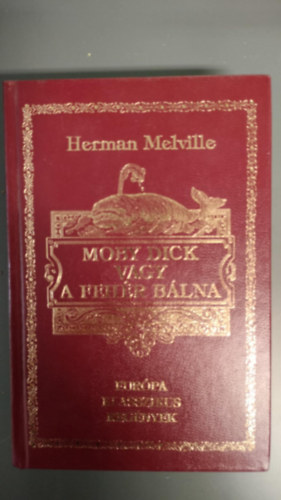 Herman Melville
MOBY DICK
VAGY
A FEHÉR BÁLNA
EURÓPA
KLASSZIKUS
REGÉNYEK